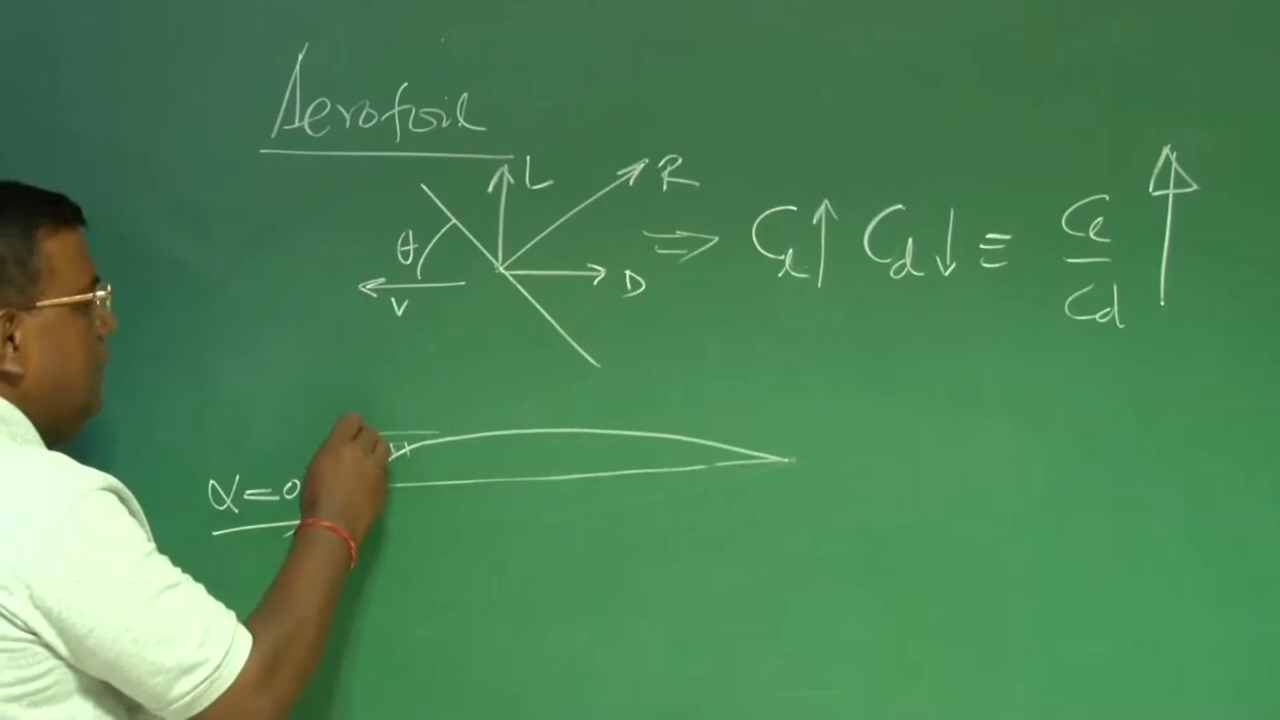 Aerofoil
L R
θ
V D
⇒ Cl ↑ Cd ↓ ≡ Cl/Cd ↑
α=0